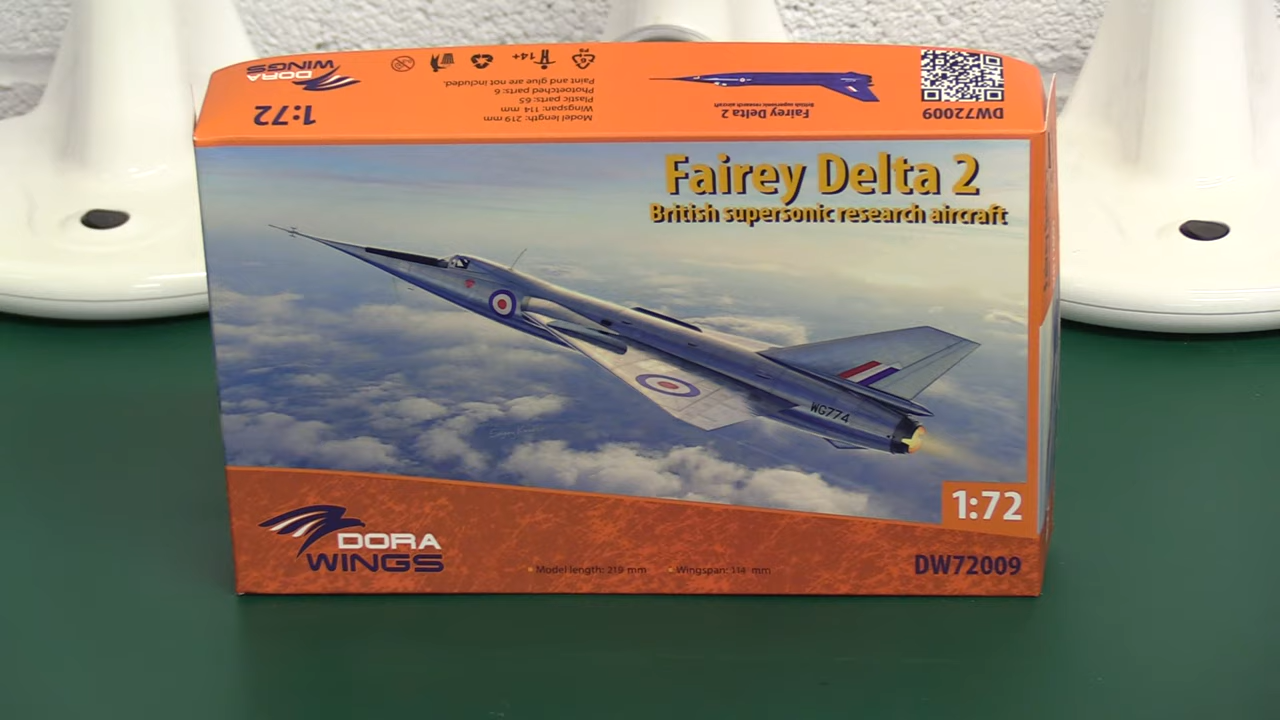 DORA
WINGS
1:72
14+
Model length: 219 mm
Wingspan: 114 mm
Plastic parts: 65
Photoetched parts: 6
Paint and glue are not included.
Fairey Delta 2
British supersonic research aircraft
DW72009
Fairey Delta 2
British supersonic research aircraft
WG774
1:72
DORA
WINGS
Model length: 219 mm
Wingspan: 114 mm
DW72009